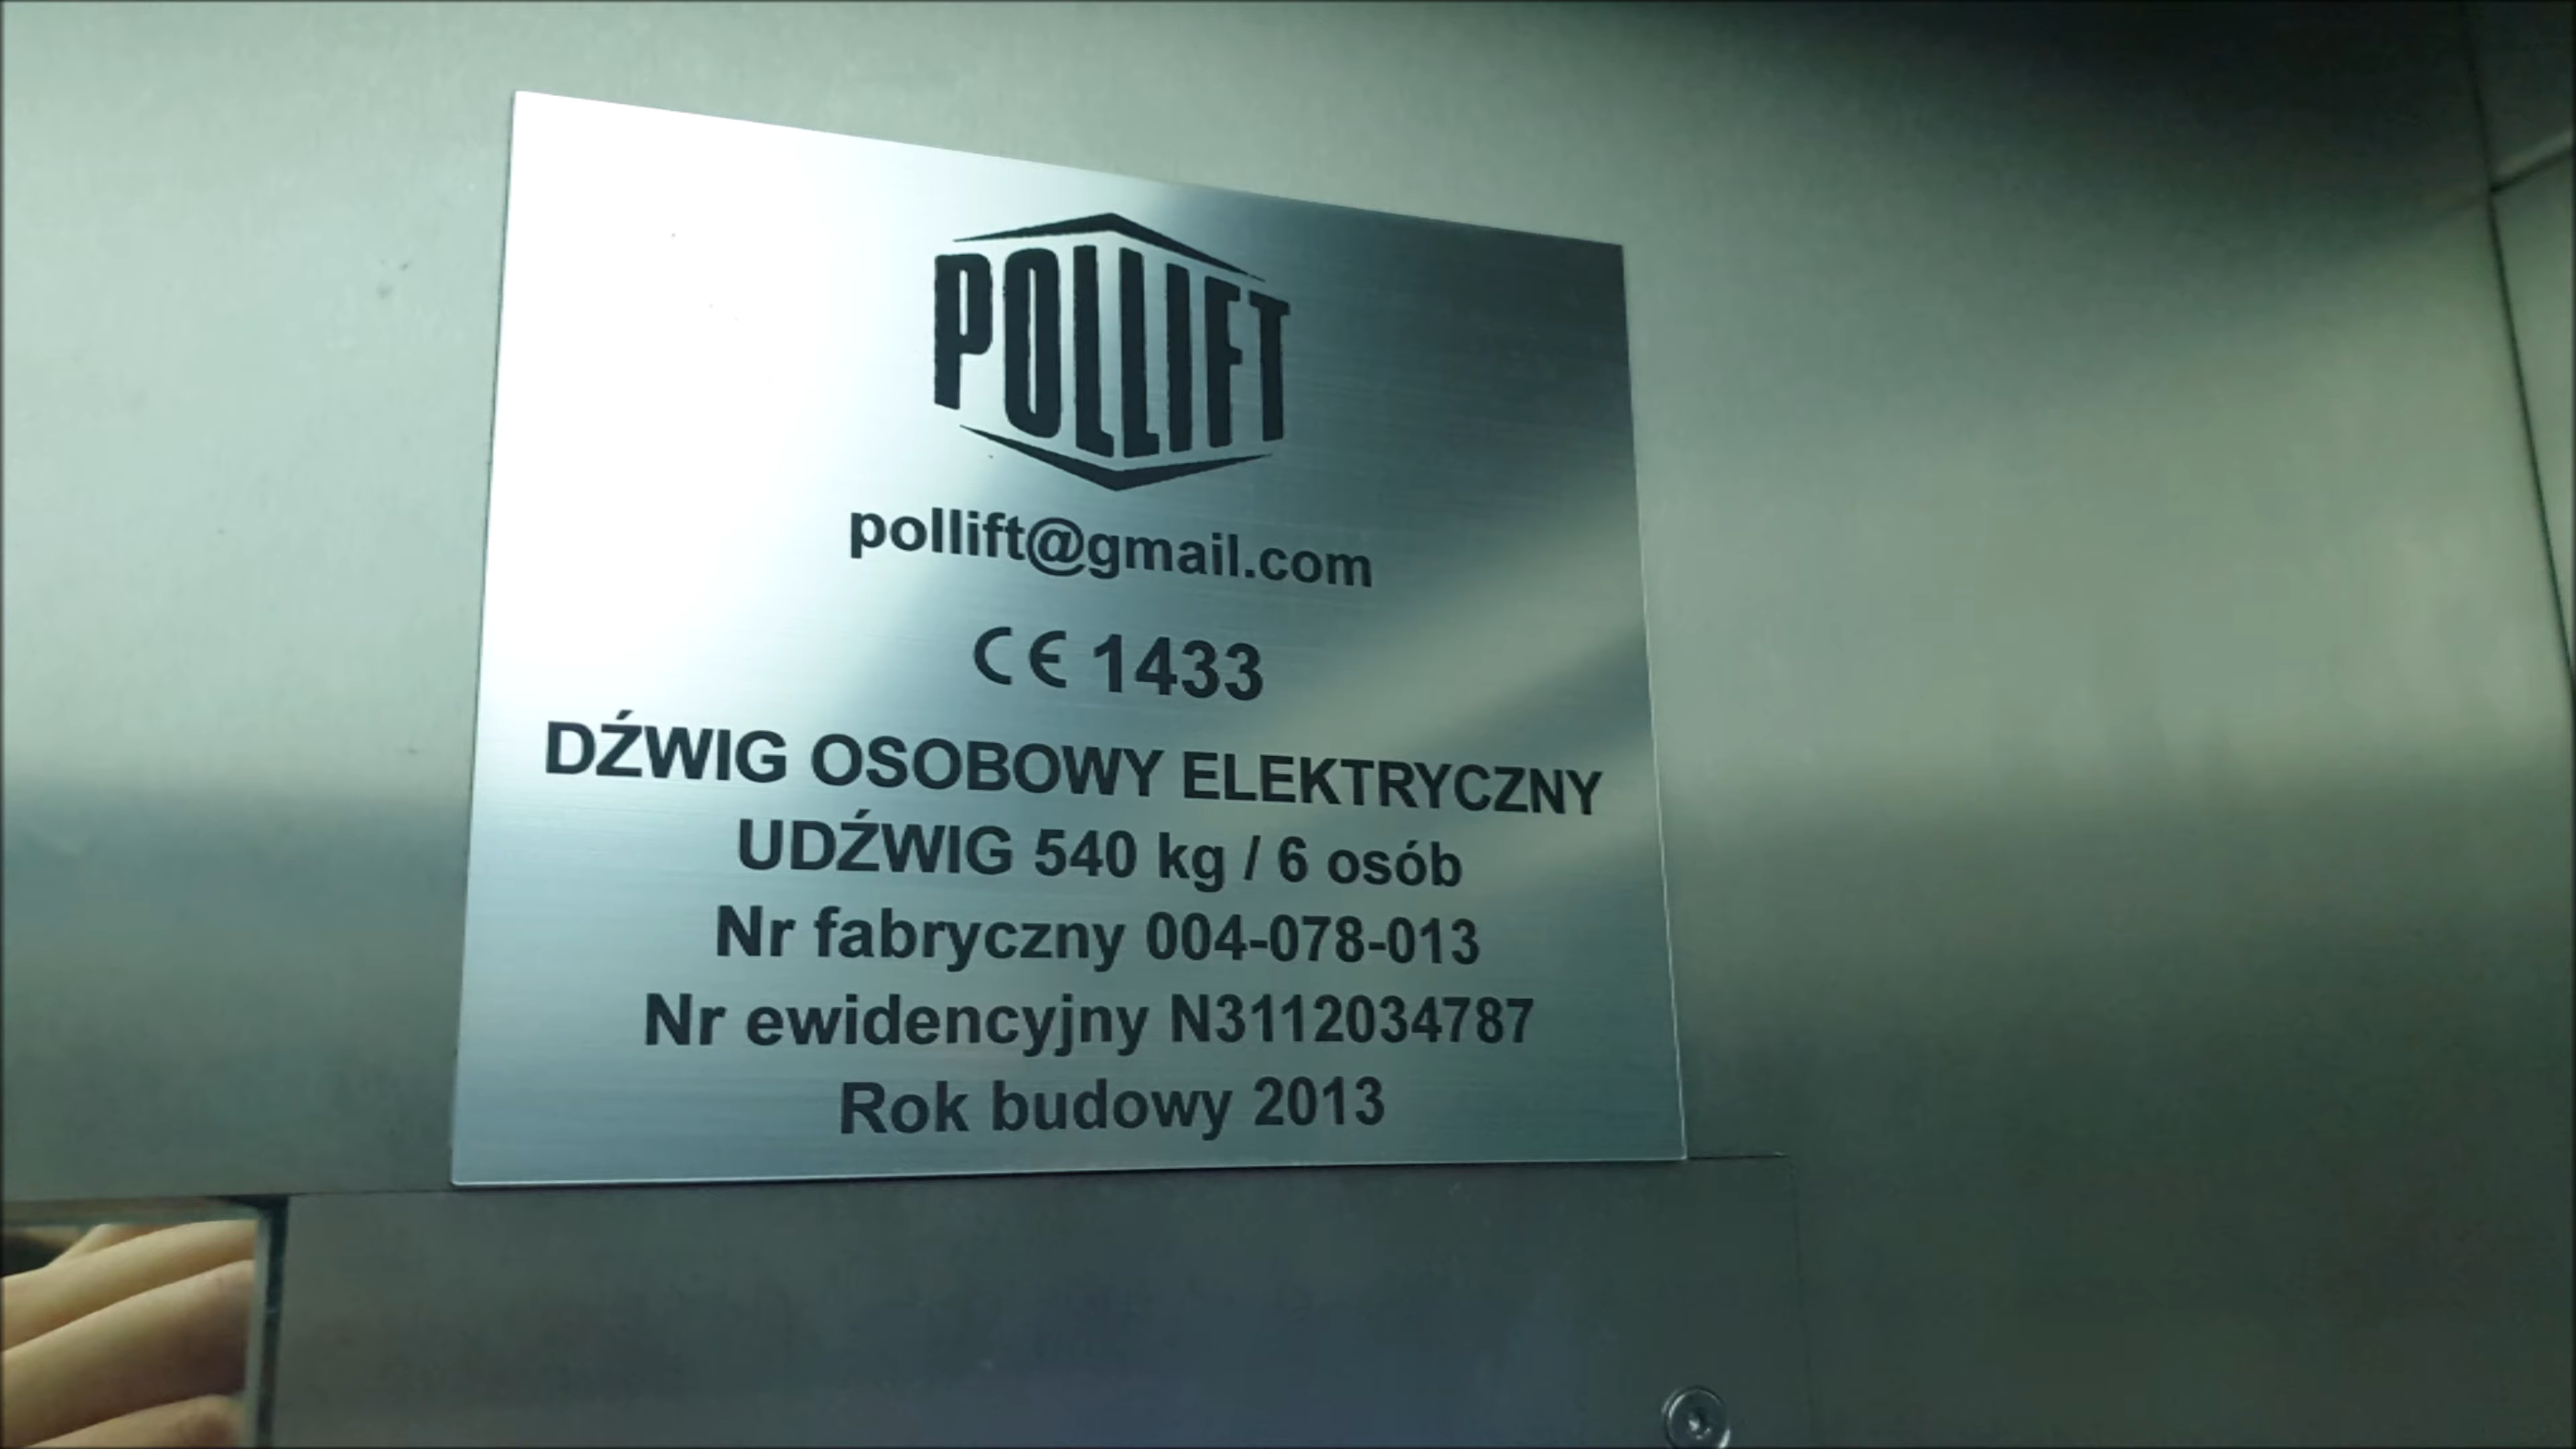 POLLIFT
pollift@gmail.com
CE 1433
DŹWIG OSOBOWY ELEKTRYCZNY
UDŹWIG 540 kg / 6 osób
Nr fabryczny 004-078-013
Nr ewidencyjny N3112034787
Rok budowy 2013